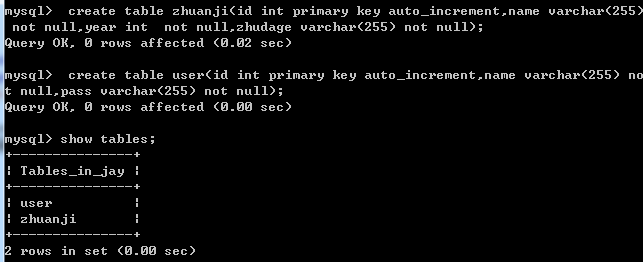 mysql>  create table zhuanji(id int primary key auto_increment,name varchar(255)
 not null,year int  not null,zhudage varchar(255) not null);
Query OK, 0 rows affected (0.02 sec)
mysql>  create table user(id int primary key auto_increment,name varchar(255) no
t null,pass varchar(255) not null);
Query OK, 0 rows affected (0.00 sec)
mysql> show tables;
+---------------+
| Tables_in_jay |
+---------------+
| user          |
| zhuanji       |
+---------------+
2 rows in set (0.00 sec)